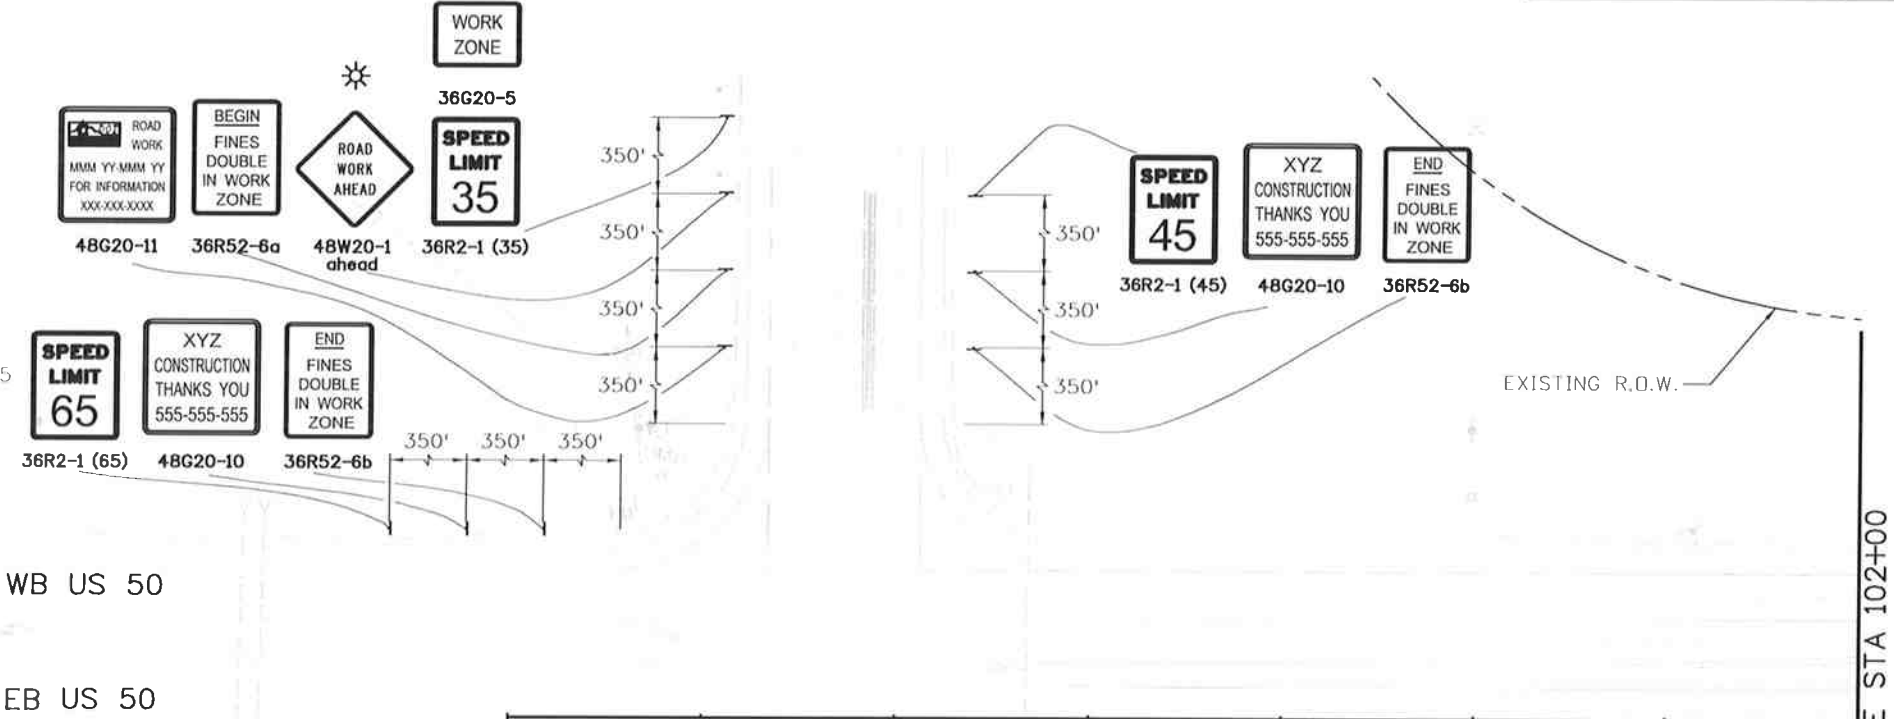 WORK
ZONE
36G20-5
ROAD
WORK
MMM YY-MMM YY
FOR INFORMATION
XXX-XXX-XXXX
48G20-11
BEGIN
FINES
DOUBLE
IN WORK
ZONE
36R52-6a
ROAD
WORK
AHEAD
48W20-1
ahead
SPEED
LIMIT
35
36R2-1 (35)
350'
350'
350'
350'
SPEED
LIMIT
65
36R2-1 (65)
XYZ
CONSTRUCTION
THANKS YOU
555-555-555
48G20-10
END
FINES
DOUBLE
IN WORK
ZONE
36R52-6b
350' 350' 350'
350'
350'
350'
SPEED
LIMIT
45
36R2-1 (45)
XYZ
CONSTRUCTION
THANKS YOU
555-555-555
48G20-10
END
FINES
DOUBLE
IN WORK
ZONE
36R52-6b
EXISTING R.O.W.
5
WB US 50
EB US 50
E STA 102+00